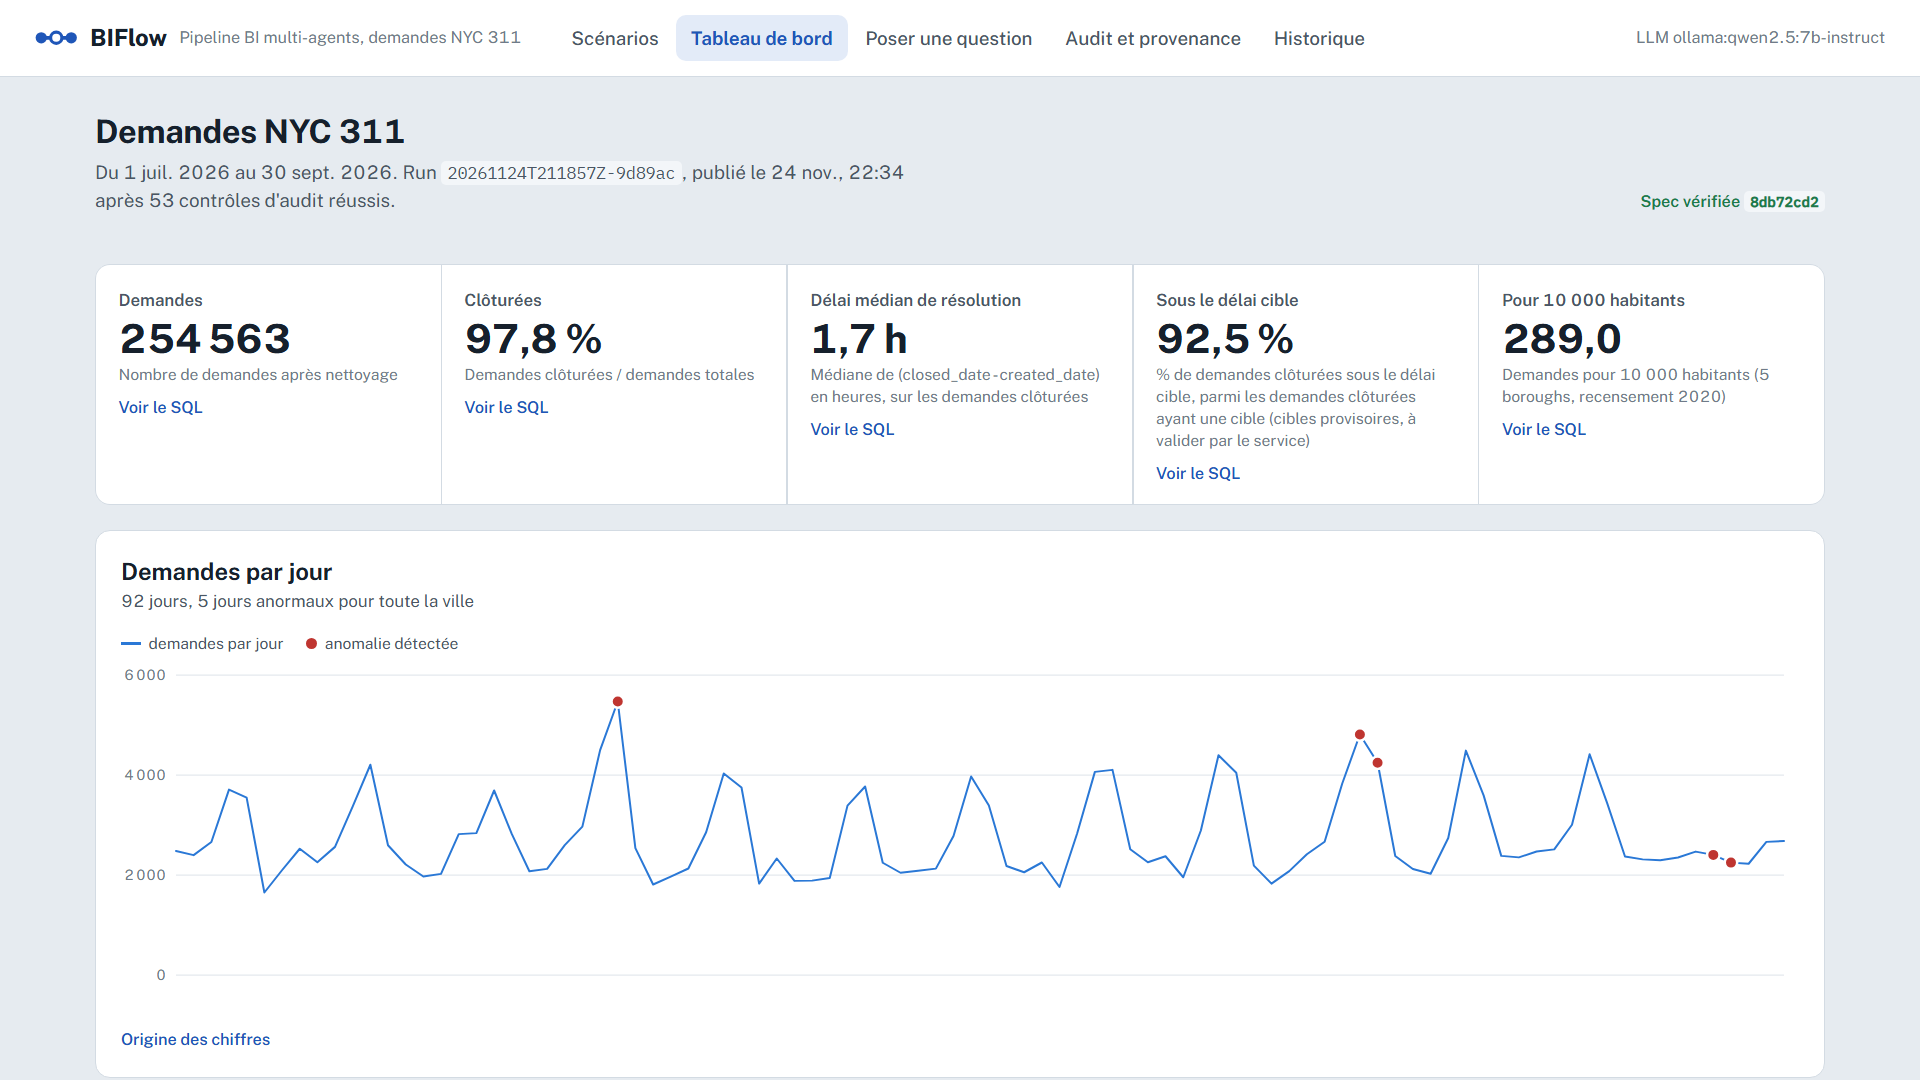 BIFlow Pipeline BI multi-agents, demandes NYC 311 Scénarios Tableau de bord Poser une question Audit et provenance Historique LLM ollama:qwen2.5:7b-instruct
Demandes NYC 311
Du 1 juil. 2026 au 30 sept. 2026. Run 20261124T211857Z-9d89ac, publié le 24 nov., 22:34
après 53 contrôles d'audit réussis.
Spec vérifiée 8db72cd2
Demandes
254 563
Nombre de demandes après nettoyage
Voir le SQL
Clôturées
97,8 %
Demandes clôturées / demandes totales
Voir le SQL
Délai médian de résolution
1,7 h
Médiane de (closed_date - created_date)
en heures, sur les demandes clôturées
Voir le SQL
Sous le délai cible
92,5 %
% de demandes clôturées sous le délai
cible, parmi les demandes clôturées
ayant une cible (cibles provisoires, à
valider par le service)
Voir le SQL
Pour 10 000 habitants
289,0
Demandes pour 10 000 habitants (5
boroughs, recensement 2020)
Voir le SQL
Demandes par jour
92 jours, 5 jours anormaux pour toute la ville
demandes par jour anomalie détectée
6 000
4 000
2 000
0
Origine des chiffres